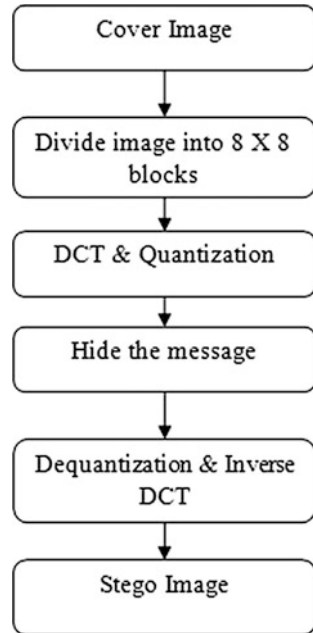 Cover Image
Divide image into 8 X 8
blocks
DCT & Quantization
Hide the message
Dequantization & Inverse
DCT
Stego Image